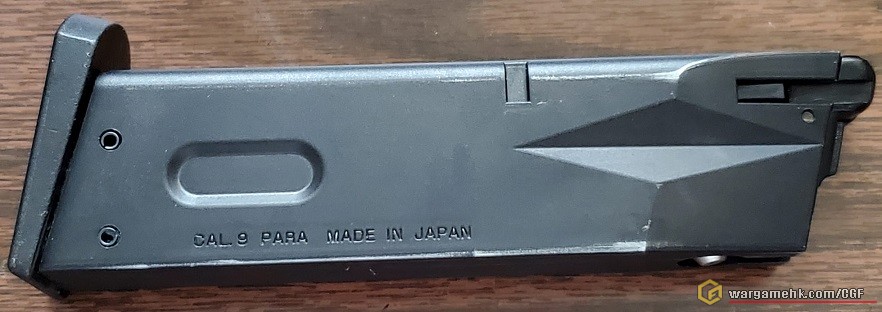 CAL. 9 PARA MADE IN JAPAN
wargamehk.com/CGF